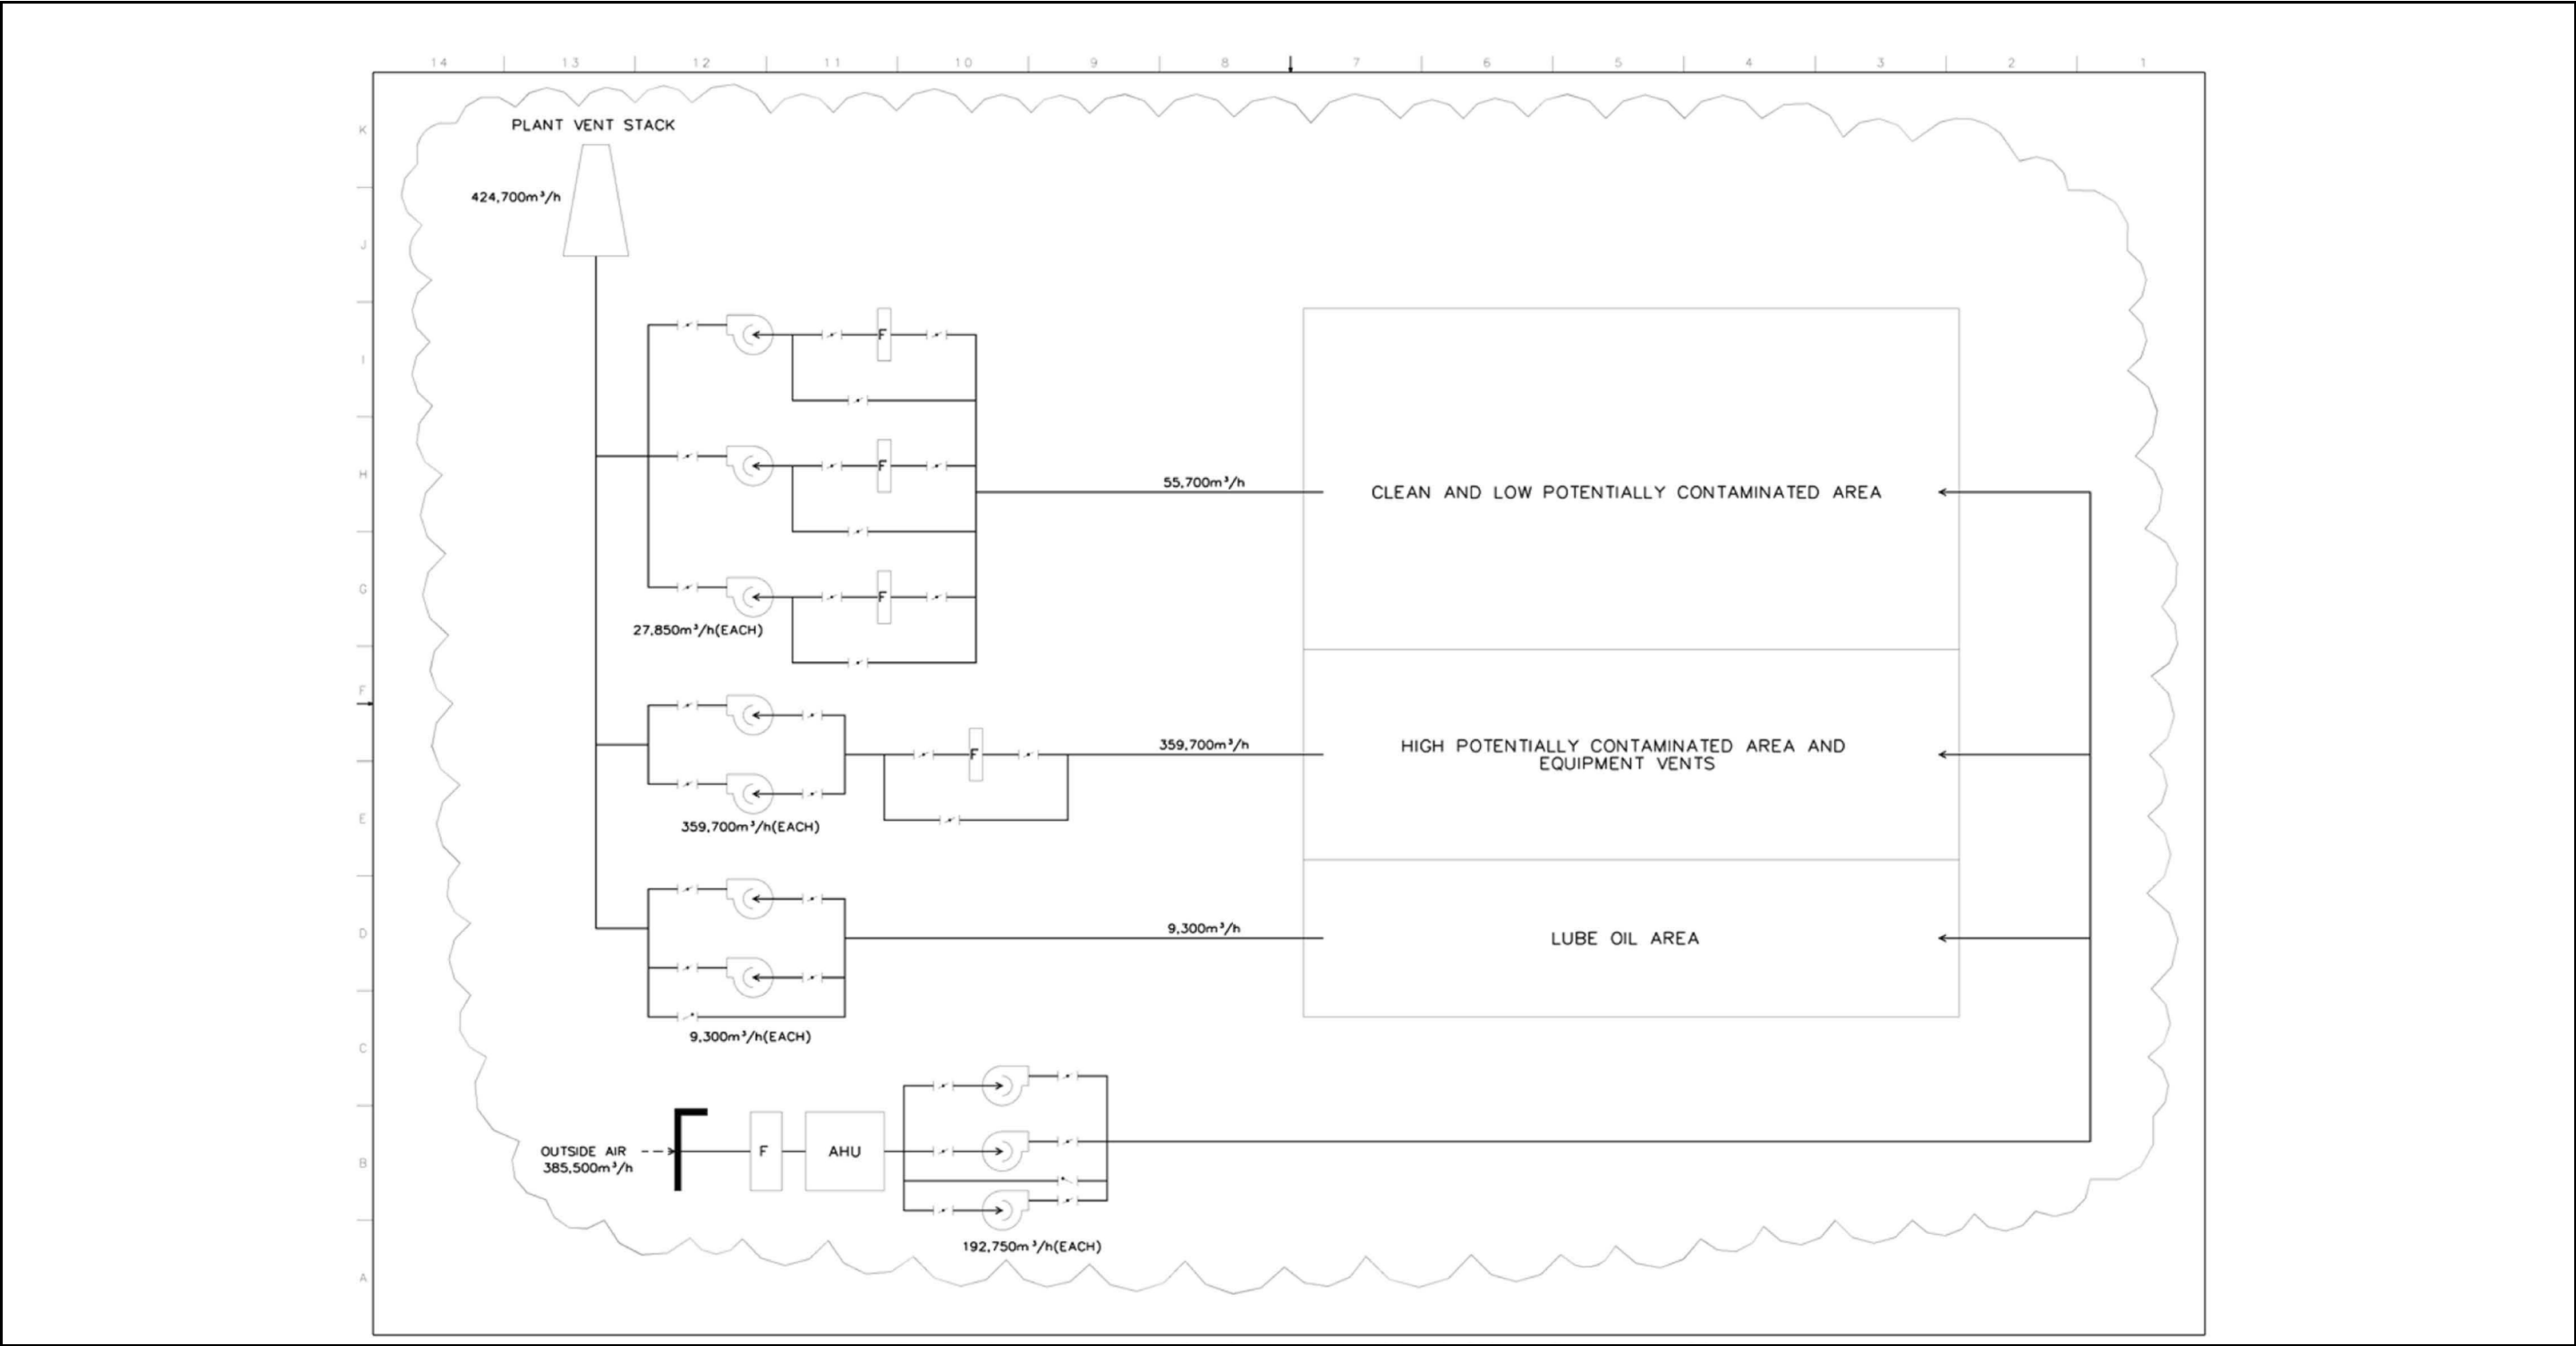 14 13 12 11 10 9 8 7 6 5 4 3 2 1
K
PLANT VENT STACK
424,700m³/h
J
I
F
H
F
55,700m³/h
CLEAN AND LOW POTENTIALLY CONTAMINATED AREA
G
F
27,850m³/h(EACH)
F
359,700m³/h
HIGH POTENTIALLY CONTAMINATED AREA AND
EQUIPMENT VENTS
F
E
359,700m³/h(EACH)
D
9,300m³/h
LUBE OIL AREA
9,300m³/h(EACH)
C
OUTSIDE AIR
385,500m³/h
F
AHU
B
192,750m³/h(EACH)
A